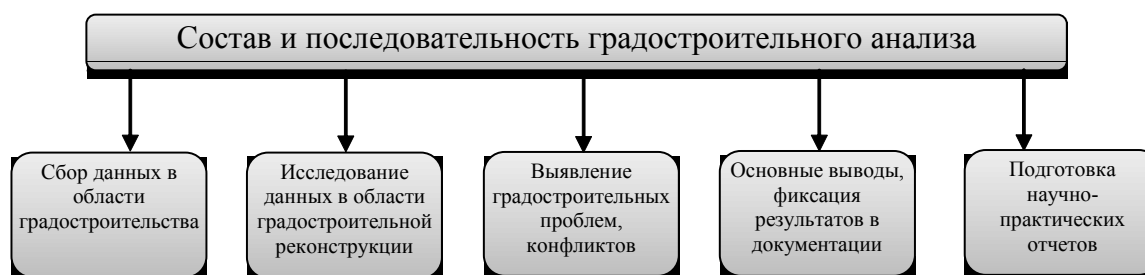 Состав и последовательность градостроительного анализа
Сбор данных в
области
градостроительства
Исследование
данных в области
градостроительной
реконструкции
Выявление
градостроительных
проблем,
конфликтов
Основные выводы,
фиксация
результатов в
документации
Подготовка
научно-
практических
отчетов